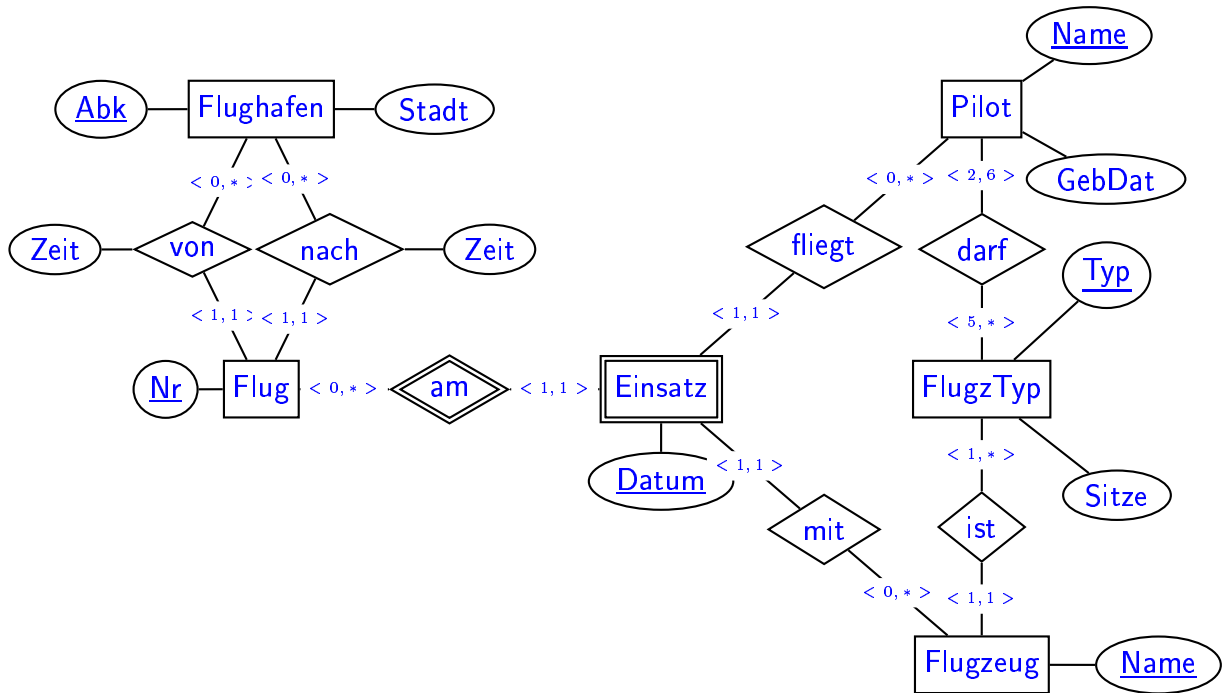 Name
Abk
Flughafen
Stadt
Pilot
< 0, ∗ >
< 0, ∗ >
< 0, ∗ >
< 2, 6 >
GebDat
Zeit
von
nach
Zeit
fliegt
darf
Typ
< 1, 1 >
< 1, 1 >
< 1, 1 >
< 5, ∗ >
Nr
Flug
< 0, ∗ >
am
< 1, 1 >
Einsatz
FlugzTyp
Datum
< 1, 1 >
< 1, ∗ >
Sitze
mit
ist
< 0, ∗ >
< 1, 1 >
Flugzeug
Name